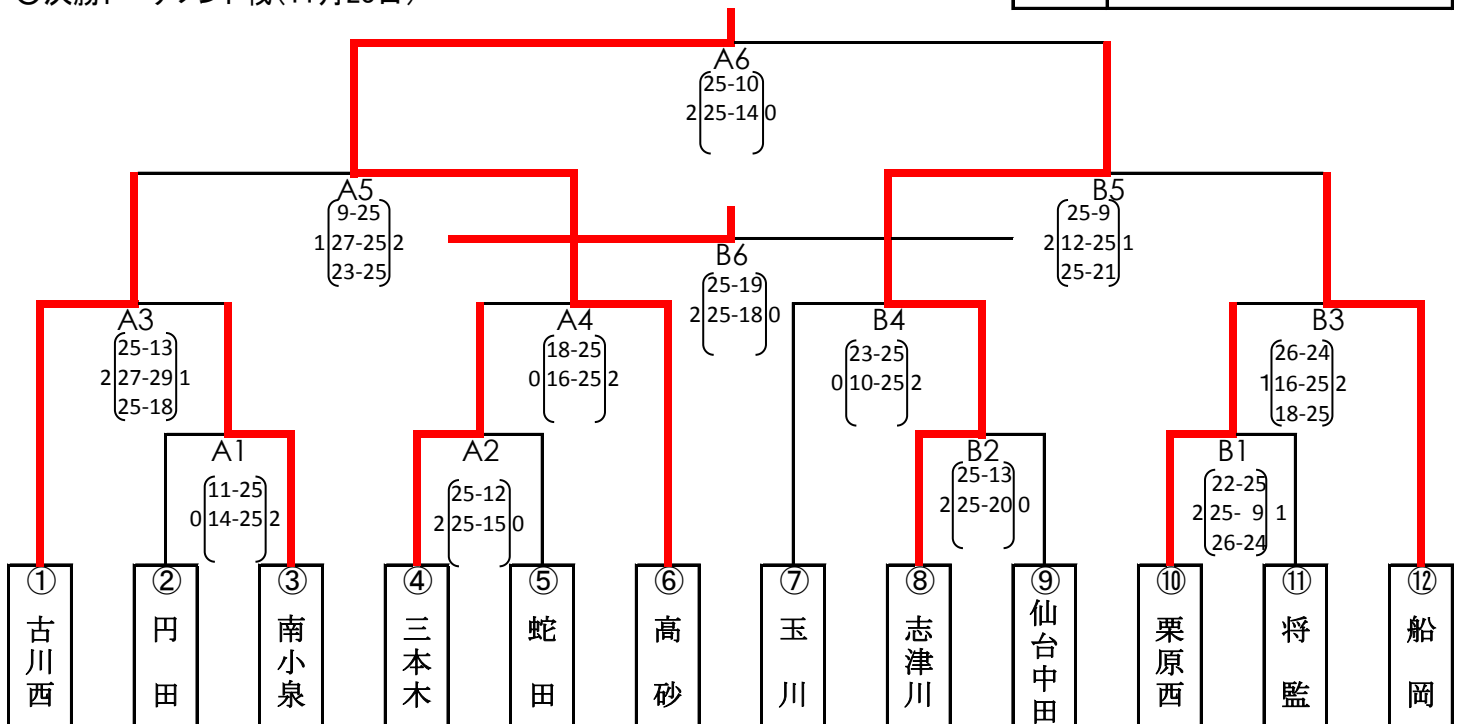 A6
25-10
2 25-14 0
A5
9-25
1 27-25 2
23-25
B5
25-9
2 12-25 1
25-21
B6
25-19
2 25-18 0
A3
25-13
2 27-29 1
25-18
A4
18-25
0 16-25 2
B4
23-25
0 10-25 2
B3
26-24
1 16-25 2
18-25
A1
11-25
0 14-25 2
A2
25-12
2 25-15 0
B2
25-13
2 25-20 0
B1
22-25
2 25- 9 1
26-24
① 古川西
② 円田
③ 南小泉
④ 三本木
⑤ 蛇田
⑥ 高砂
⑦ 玉川
⑧ 志津川
⑨ 仙台中田
⑩ 栗原西
⑪ 将監
⑫ 船岡